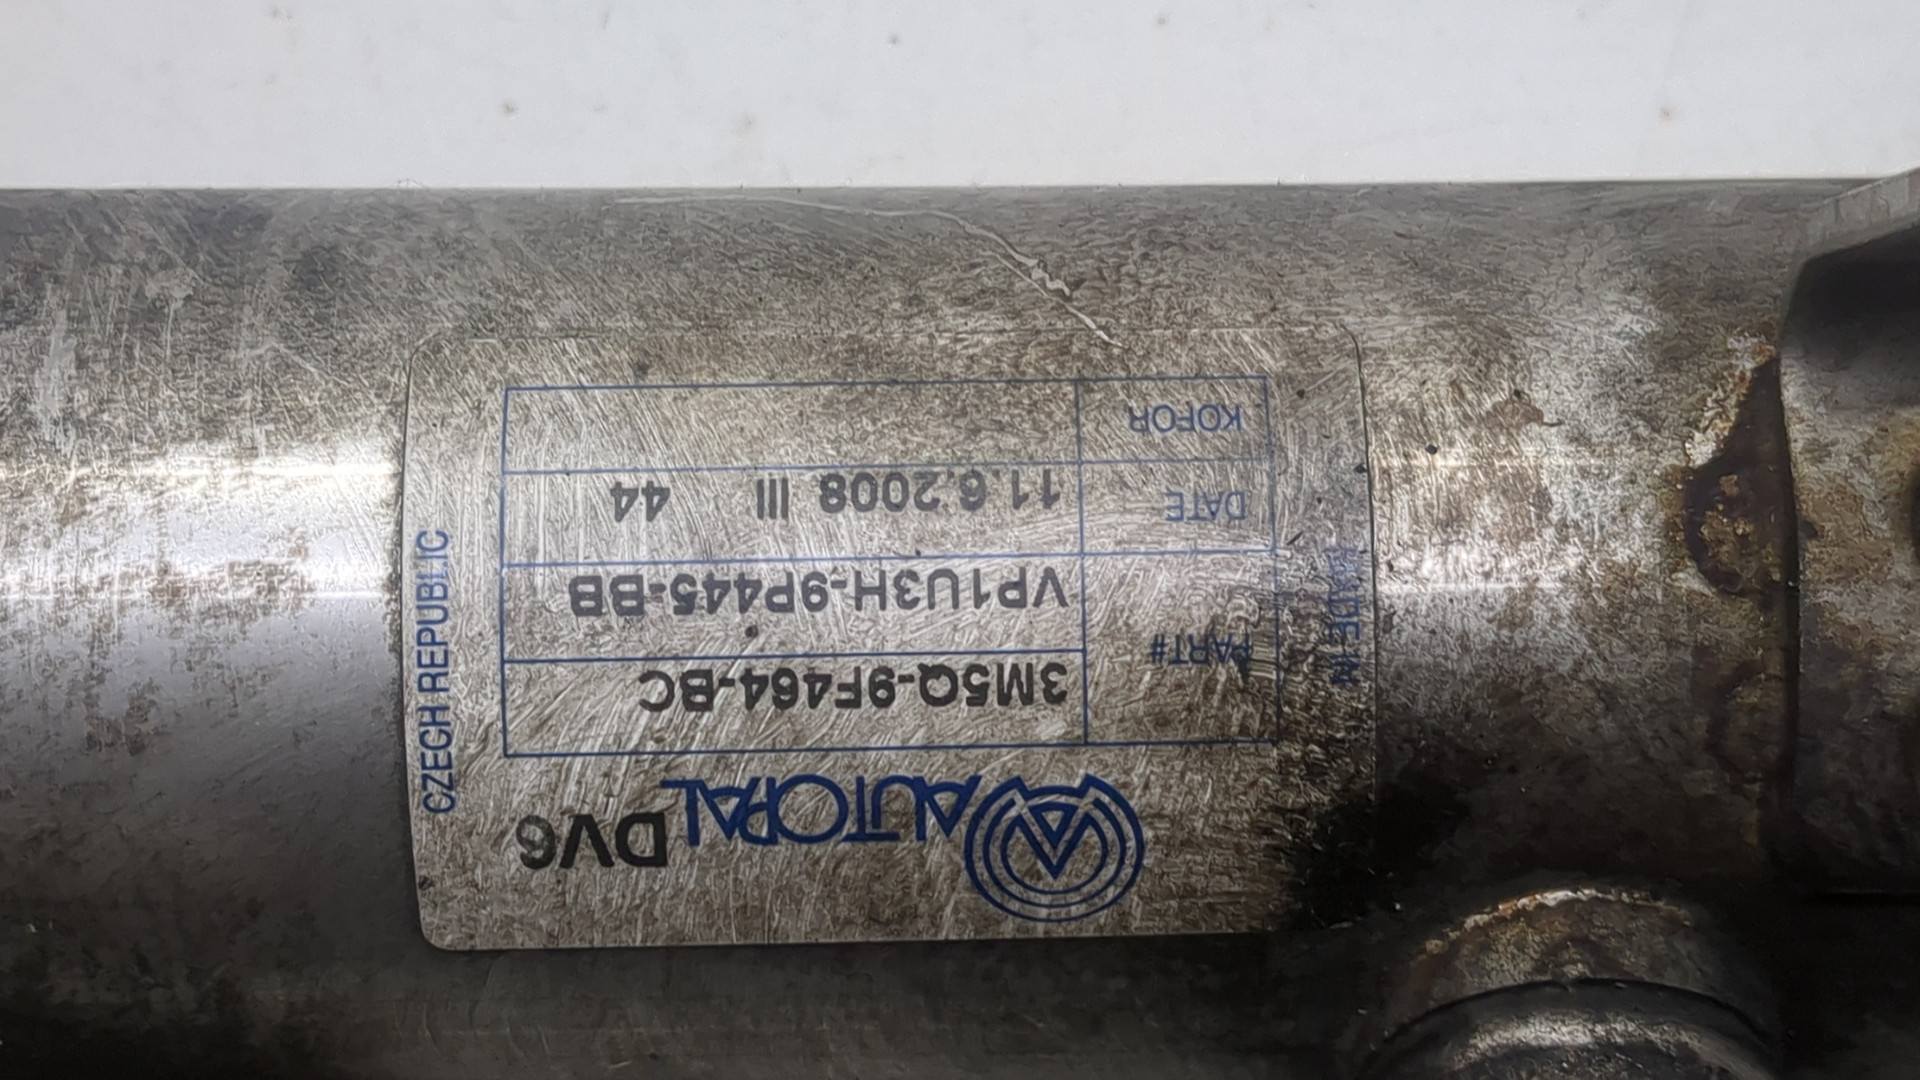 AUTOPAL DV6
PART# 3M5Q-9F464-BC
VP1U3H-9P445-BB
DATE 11.6.2008 III 44
KOFOR
MADE IN
CZECH REPUBLIC